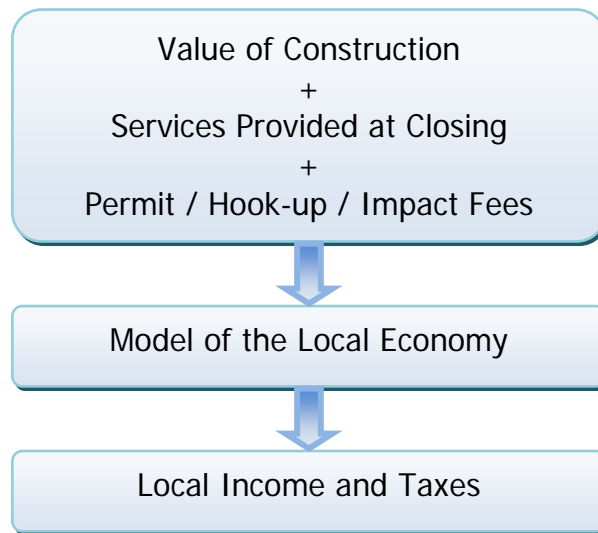 Value of Construction
+
Services Provided at Closing
+
Permit / Hook-up / Impact Fees
Model of the Local Economy
Local Income and Taxes